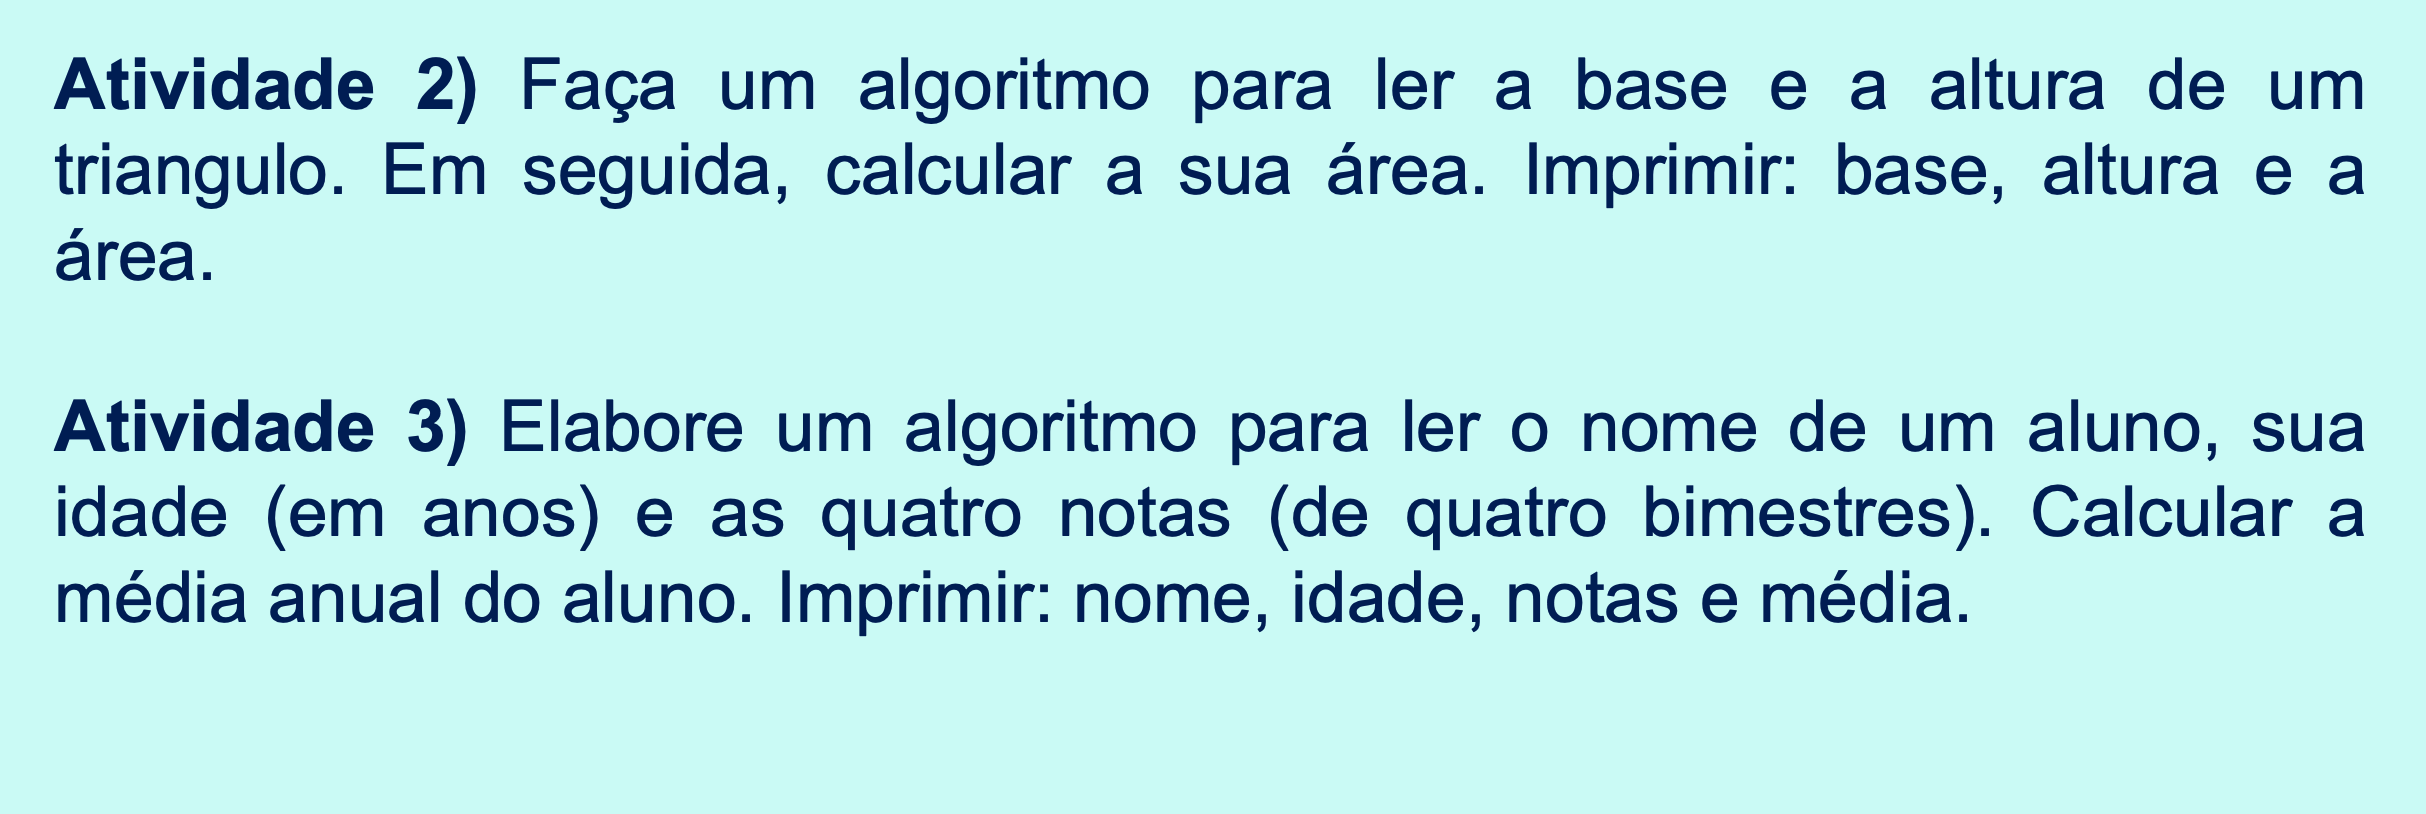 Atividade 2) Faça um algoritmo para ler a base e a altura de um
triangulo. Em seguida, calcular a sua área. Imprimir: base, altura e a
área.
Atividade 3) Elabore um algoritmo para ler o nome de um aluno, sua
idade (em anos) e as quatro notas (de quatro bimestres). Calcular a
média anual do aluno. Imprimir: nome, idade, notas e média.